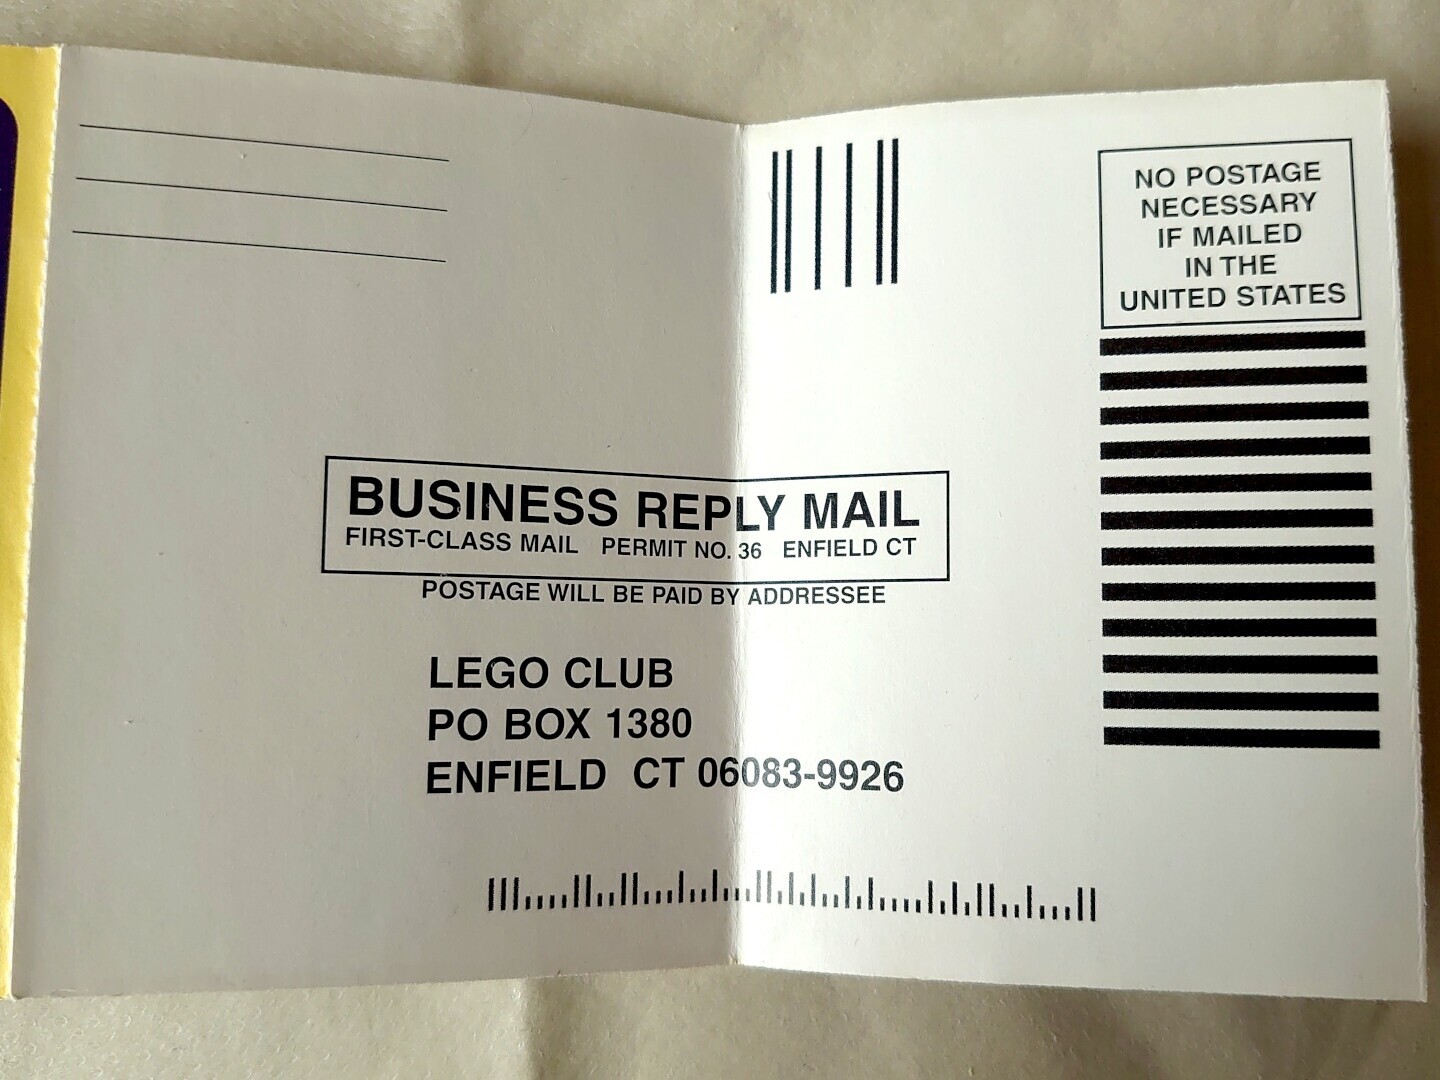 NO POSTAGE
NECESSARY
IF MAILED
IN THE
UNITED STATES
BUSINESS REPLY MAIL
FIRST-CLASS MAIL PERMIT NO. 36 ENFIELD CT
POSTAGE WILL BE PAID BY ADDRESSEE
LEGO CLUB
PO BOX 1380
ENFIELD CT 06083-9926